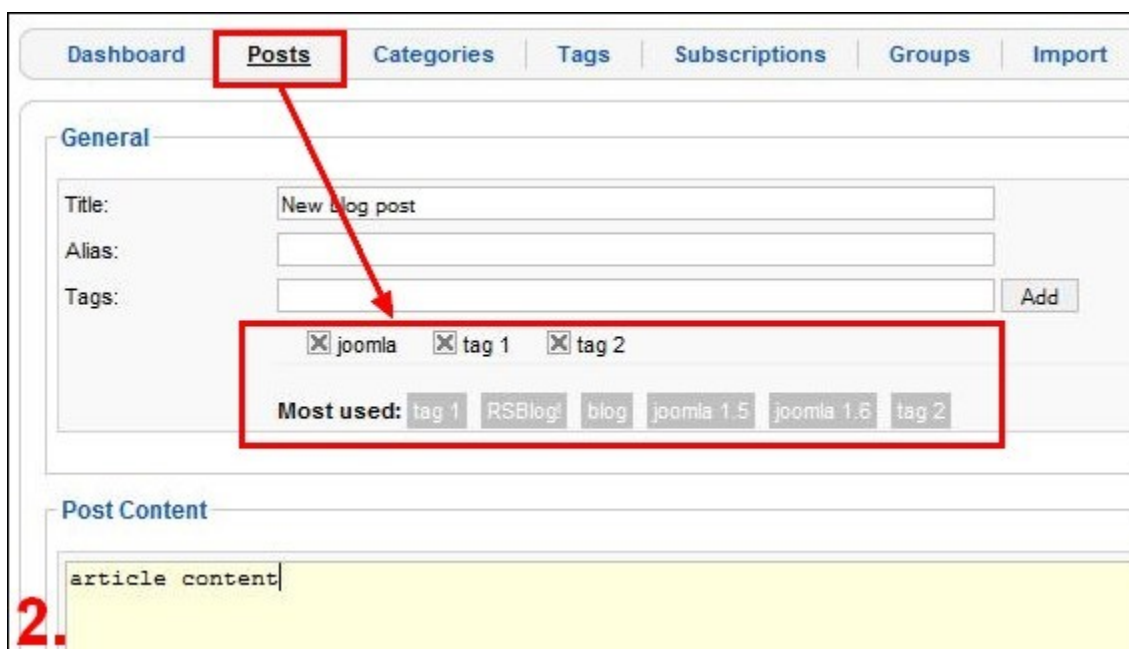 Dashboard Posts Categories Tags Subscriptions Groups Import
General
Title: New blog post
Alias:
Tags: Add
joomla tag 1 tag 2
Most used: tag 1 RSBlog! blog joomla 1.5 joomla 1.6 tag 2
Post Content
article content
2.